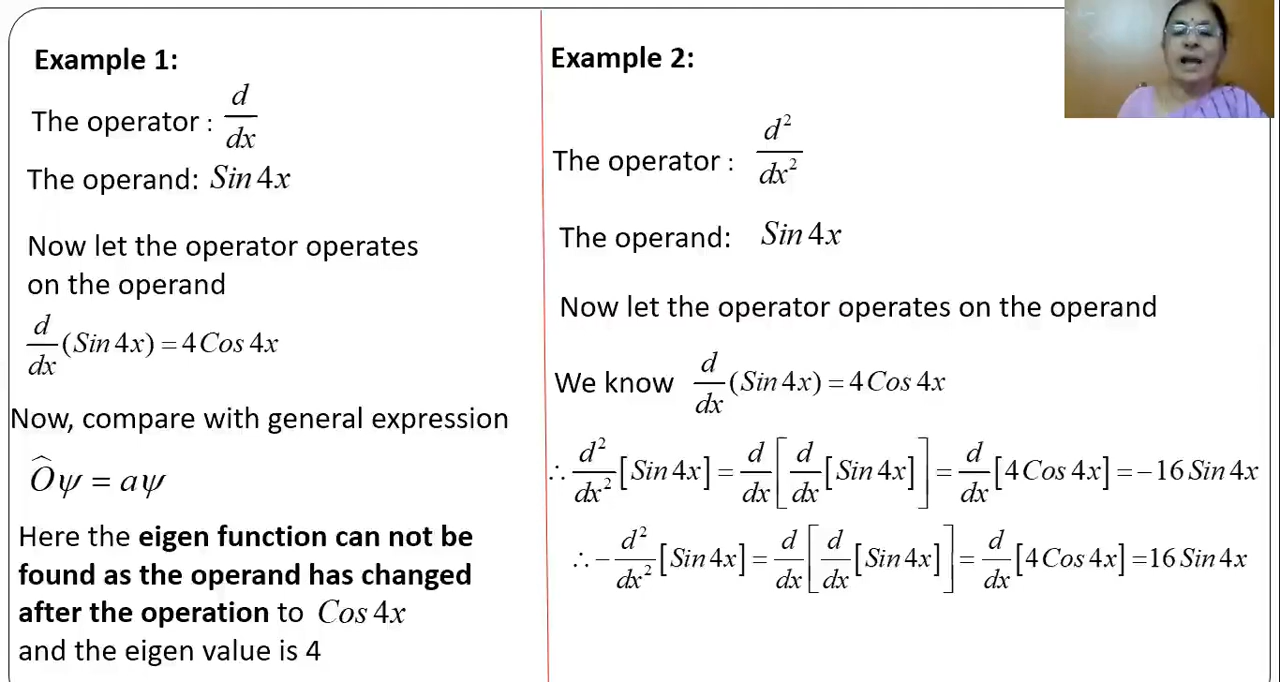 Example 1:
The operator : d/dx
The operand: Sin 4x
Now let the operator operates
on the operand
d/dx (Sin 4x) = 4 Cos 4x
Now, compare with general expression
Ôψ = aψ
Here the eigen function can not be
found as the operand has changed
after the operation to Cos 4x
and the eigen value is 4
Example 2:
The operator : d²/dx²
The operand: Sin 4x
Now let the operator operates on the operand
We know d/dx (Sin 4x) = 4 Cos 4x
∴ d²/dx² [Sin 4x] = d/dx [d/dx [Sin 4x]] = d/dx [4 Cos 4x] = −16 Sin 4x
∴ − d²/dx² [Sin 4x] = d/dx [d/dx [Sin 4x]] = d/dx [4 Cos 4x] = 16 Sin 4x